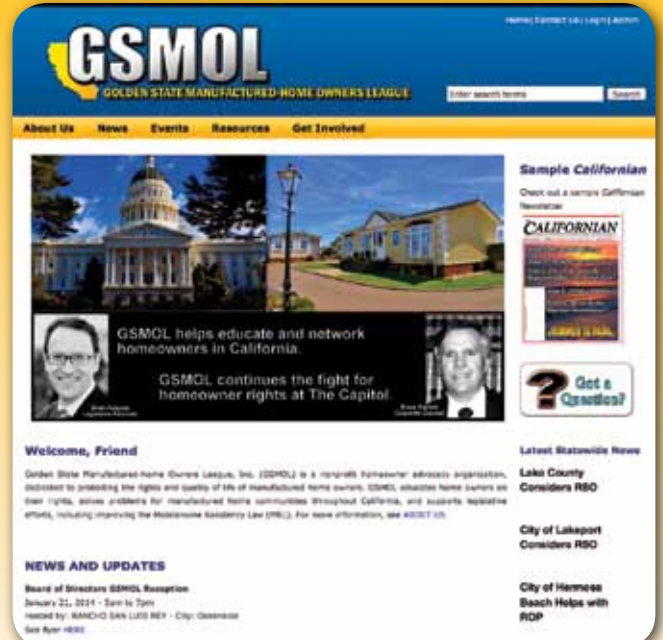 Home | Contact Us | Login | Admin
GSMOL
GOLDEN STATE MANUFACTURED-HOME OWNERS LEAGUE
Enter search terms
Search
About Us News Events Resources Get Involved
Sample Californian
Check out a sample Californian
Newsletter
CALIFORNIAN
GSMOL helps educate and network
homeowners in California.
GSMOL continues the fight for
homeowner rights at The Capitol.
Got a
Question?
Welcome, Friend
Golden State Manufactured-home Owners League, Inc. (GSMOL) is a nonprofit homeowner advocacy organization,
dedicated to protecting the rights and quality of life of manufactured home owners. GSMOL educates home owners on
their rights, solves problems for manufactured home communities throughout California, and supports legislative
efforts, including improving the Mobilehome Residency Law (MRL). For more information, see ABOUT US
Latest Statewide News
Lake County
Considers RSO
City of Lakeport
Considers RSO
City of Hermosa
Beach Helps with
ROP
NEWS AND UPDATES
Board of Directors GSMOL Reception
January 21, 2014 - 5pm to 7pm
Hosted by: RANCHO SAN LUIS REY - City: Oceanside
See flyer HERE